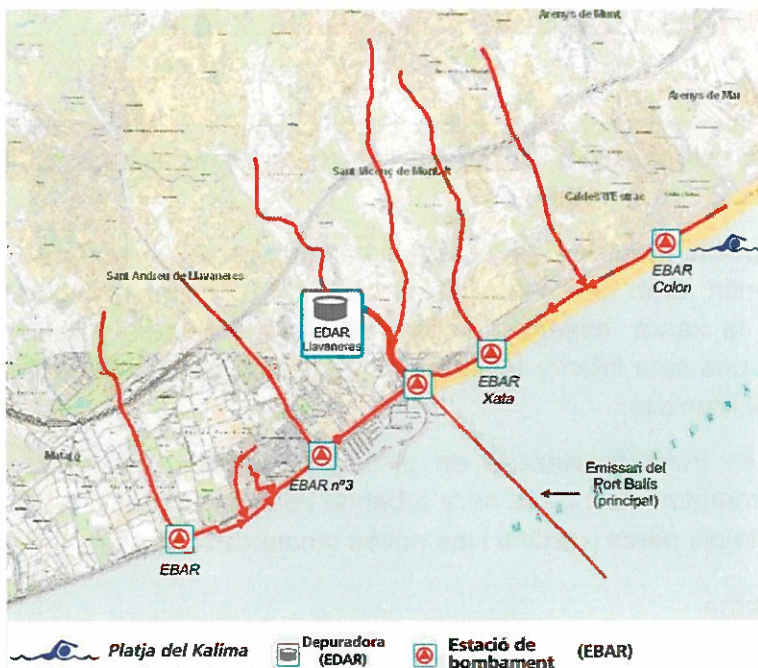 Arenys de Munt
Arenys de Mar
Sant Vicenç de Montalt
Caldes d'Estrac
EBAR
Colon
Sant Andreu de Llavaneres
EDAR
Llavaneres
EBAR
Xata
Mataró
EBAR nº3
Emissari del
Port Balís
(principal)
EBAR
Platja del Kalima
Depuradora
(EDAR)
Estació de
bombament
(EBAR)